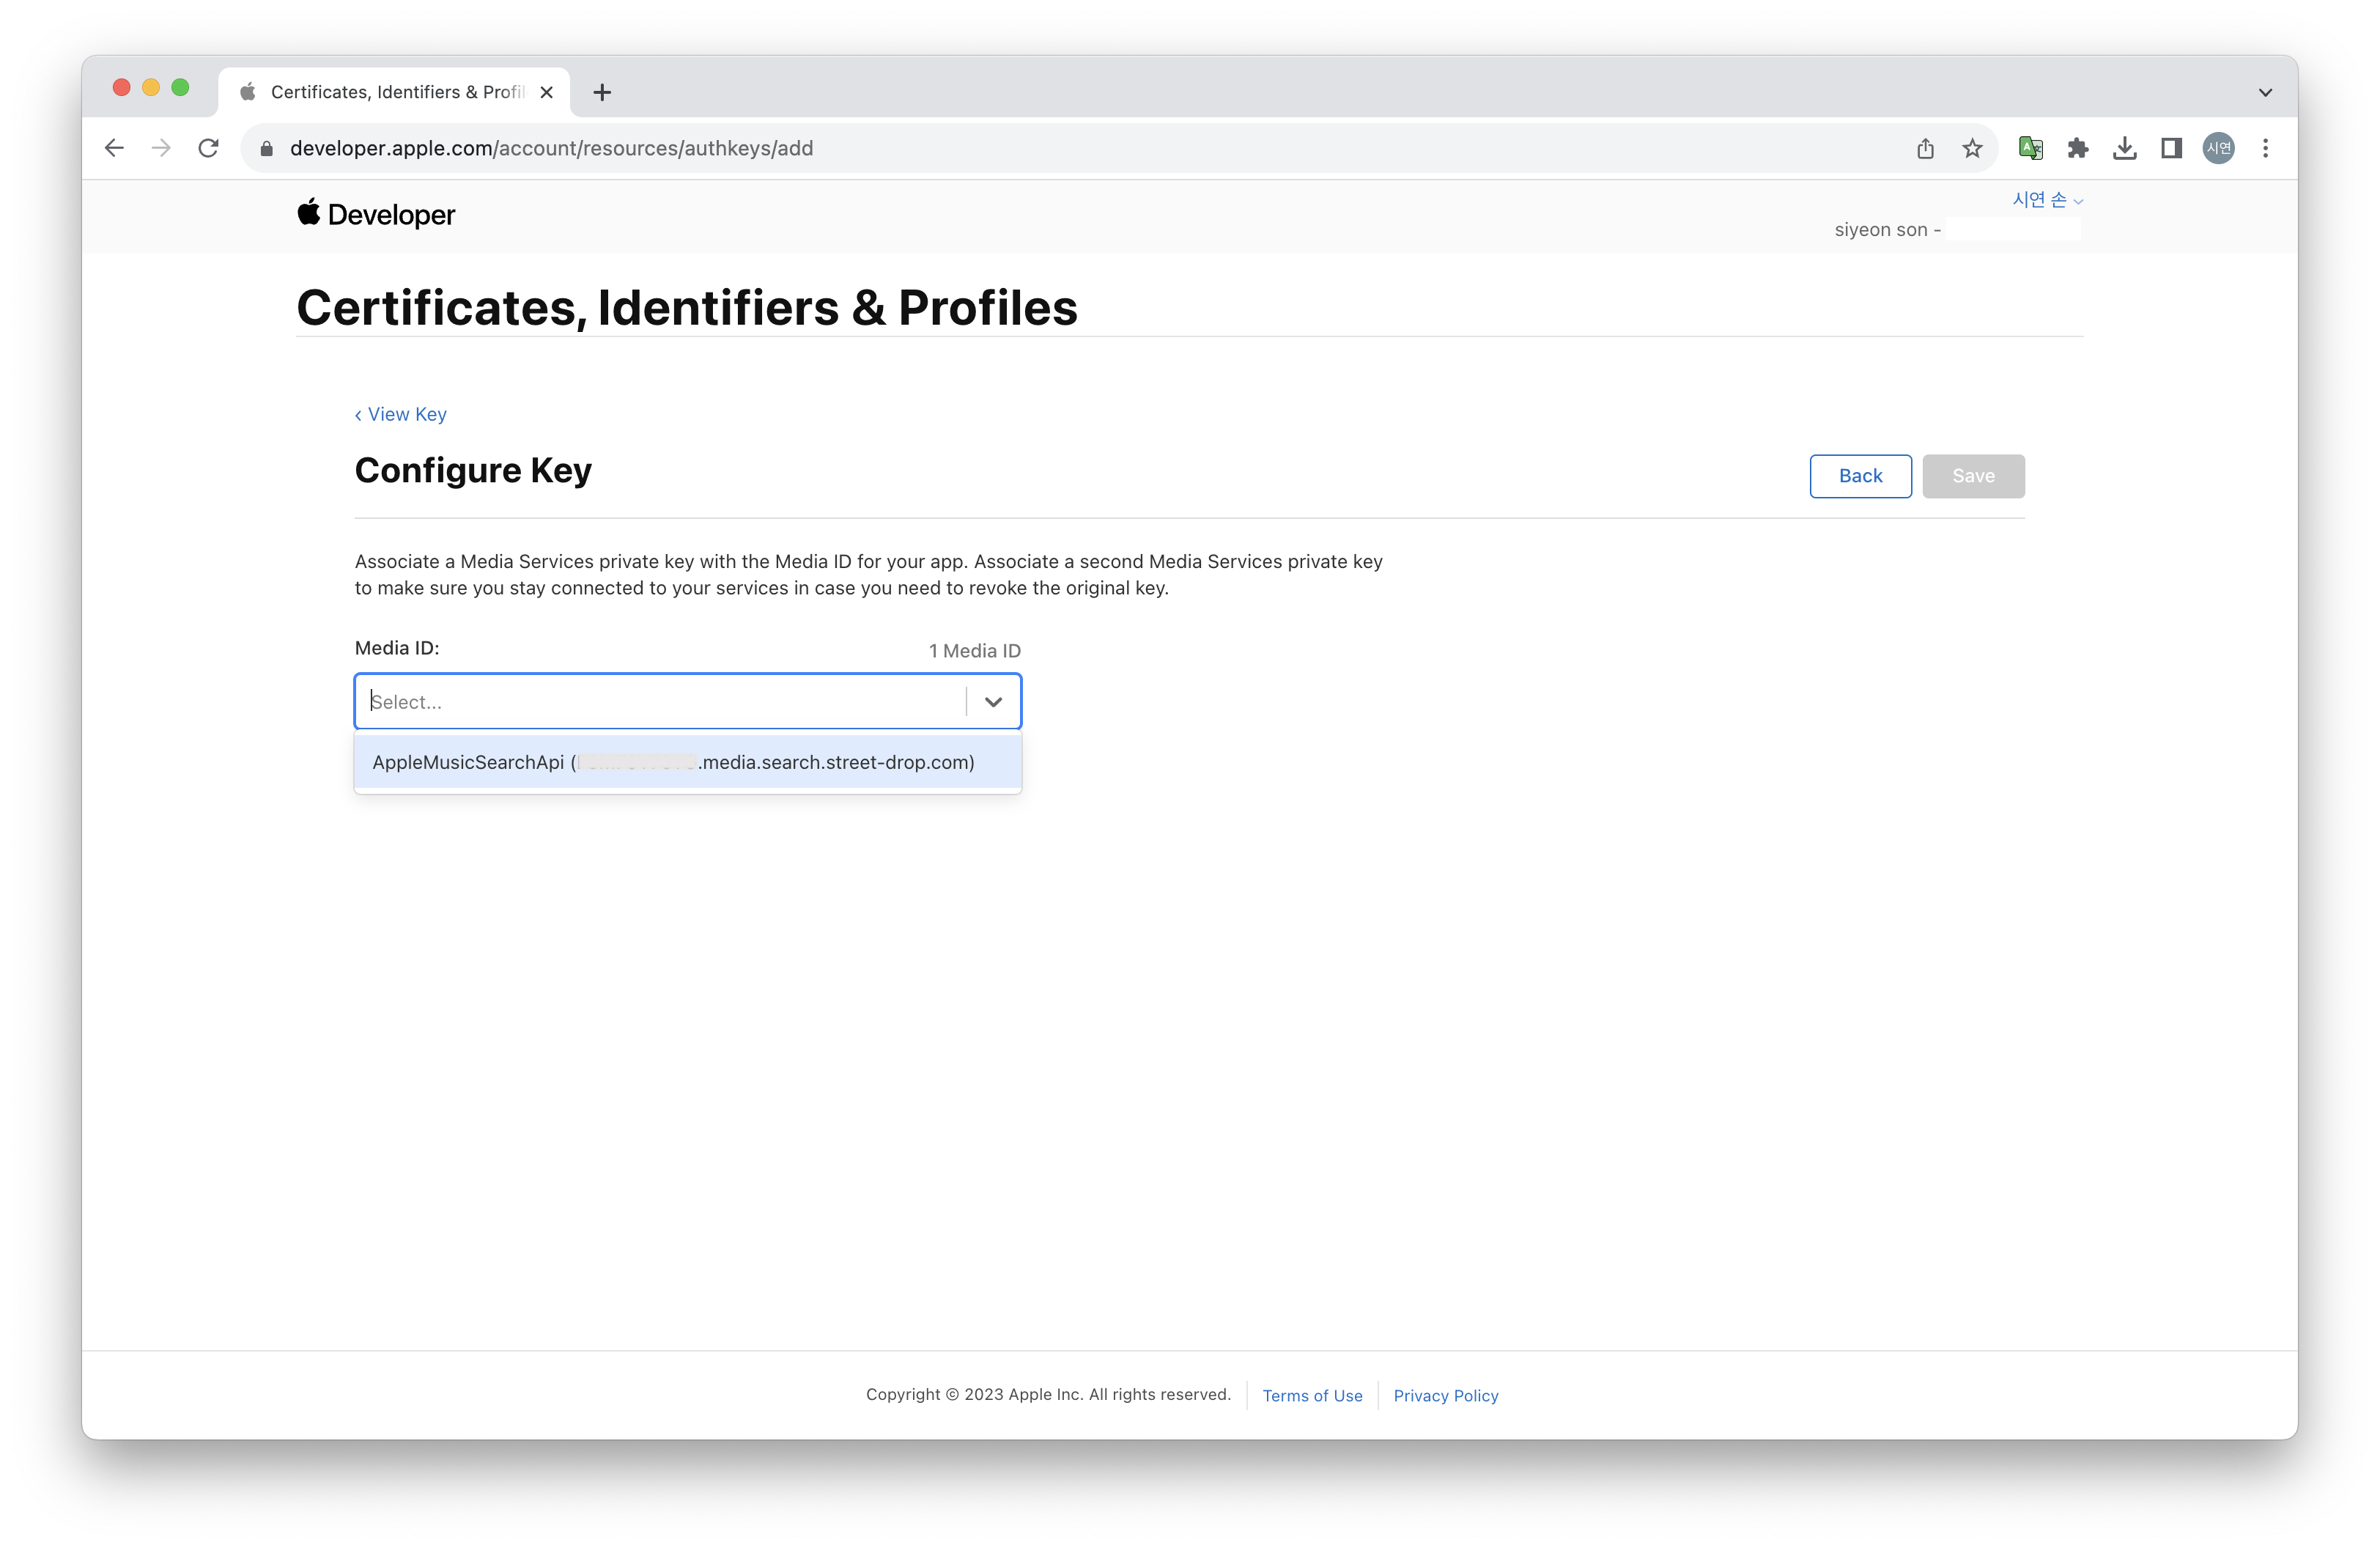 Certificates, Identifiers & Profil
developer.apple.com/account/resources/authkeys/add
시연
Developer
시연 손
siyeon son -
Certificates, Identifiers & Profiles
‹ View Key
Configure Key
Back
Save
Associate a Media Services private key with the Media ID for your app. Associate a second Media Services private key
to make sure you stay connected to your services in case you need to revoke the original key.
Media ID:
1 Media ID
Select...
AppleMusicSearchApi ( .media.search.street-drop.com)
Copyright © 2023 Apple Inc. All rights reserved.
Terms of Use
Privacy Policy